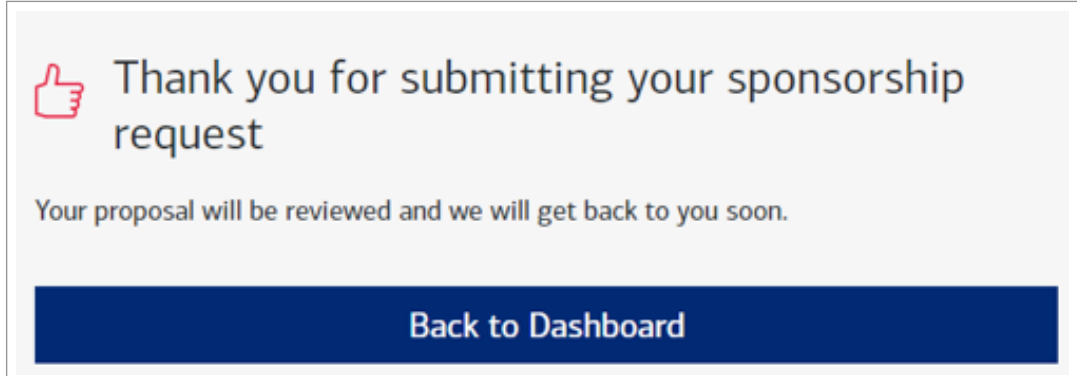 Thank you for submitting your sponsorship
request
Your proposal will be reviewed and we will get back to you soon.
Back to Dashboard